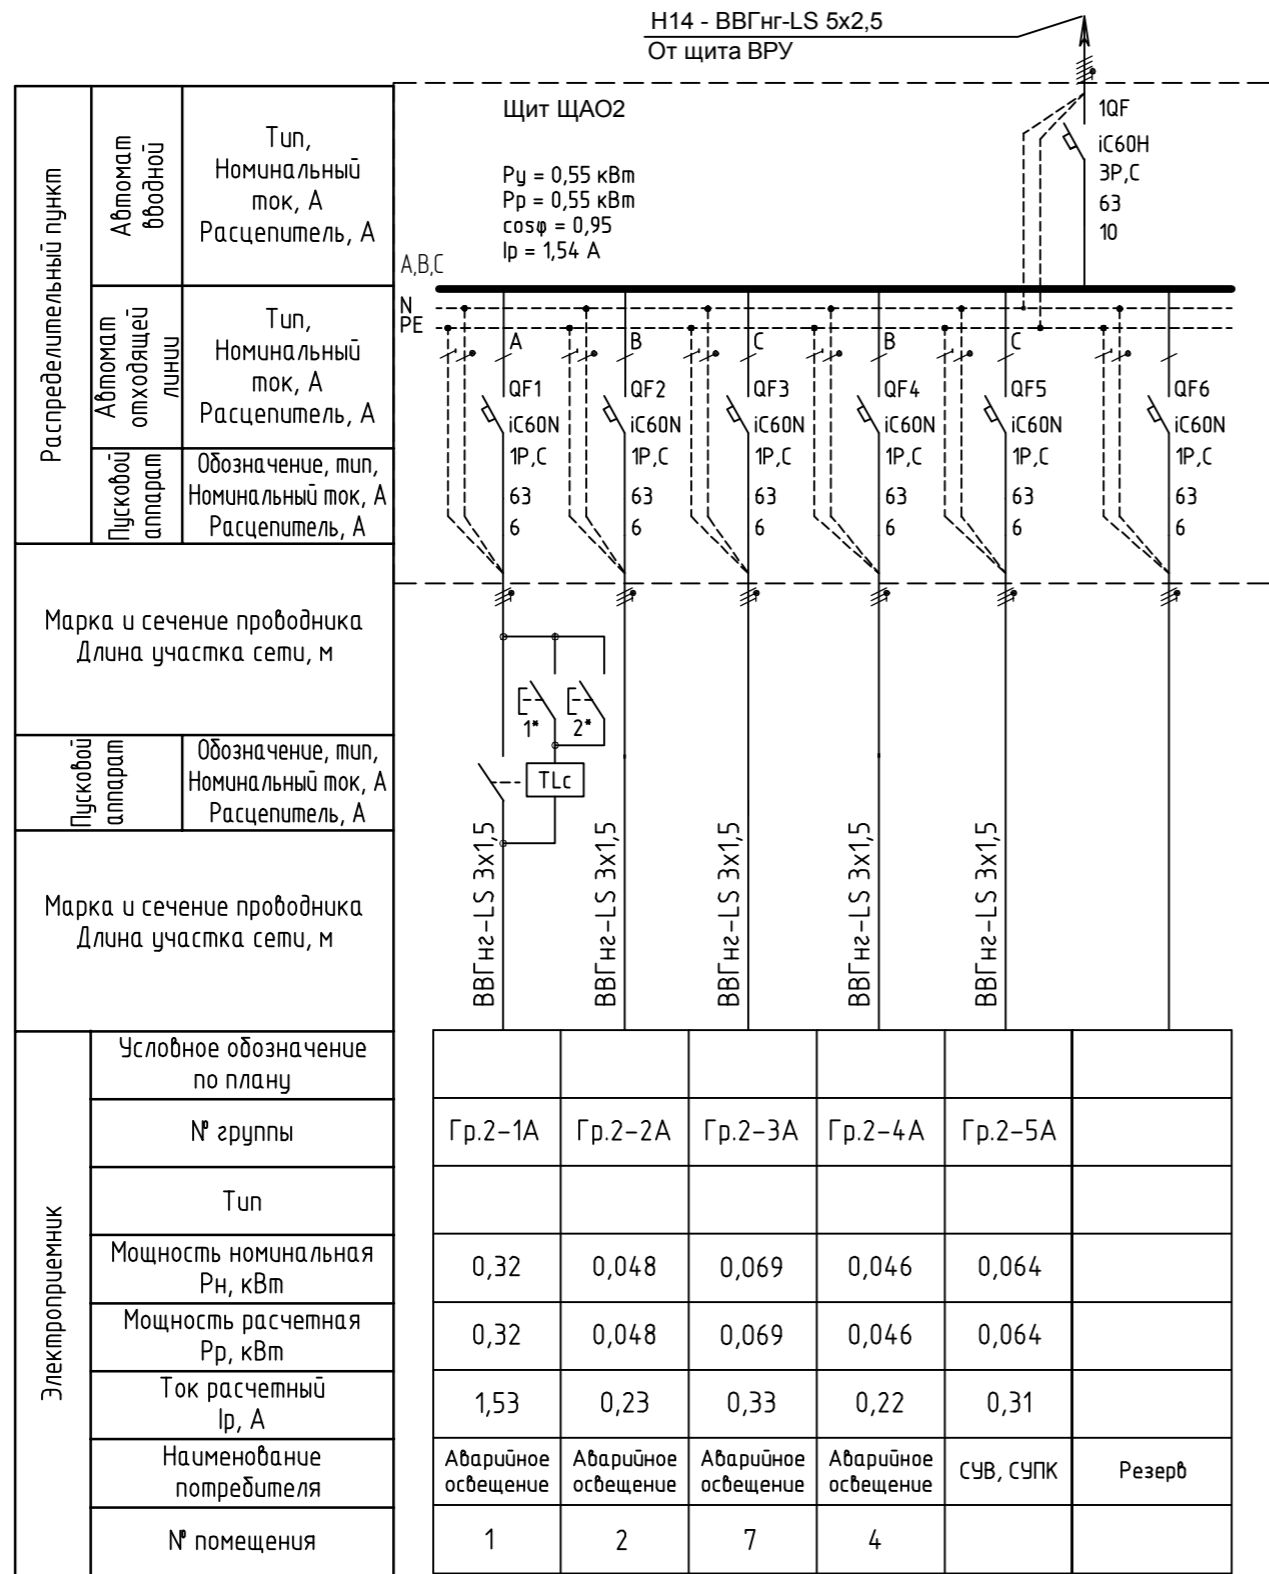 Н14 - ВВГнг-LS 5х2,5
От щита ВРУ
Щит ЩАО2
Ру = 0,55 кВт
Рр = 0,55 кВт
cosφ = 0,95
Iр = 1,54 А
1QF
iC60H
3P,C
63
10
A,B,C
N
PE
Распределительный пункт
Автомат вводной
Тип,
Номинальный
ток, А
Расцепитель, А
Автомат отходящей линии
Тип,
Номинальный
ток, А
Расцепитель, А
Пусковой аппарат
Обозначение, тип,
Номинальный ток, А
Расцепитель, А
A B C B C
QF1 QF2 QF3 QF4 QF5 QF6
iC60N iC60N iC60N iC60N iC60N iC60N
1P,C 1P,C 1P,C 1P,C 1P,C 1P,C
63 63 63 63 63 63
6 6 6 6 6 6
Марка и сечение проводника
Длина участка сети, м
1* 2*
TLc
Пусковой аппарат
Обозначение, тип,
Номинальный ток, А
Расцепитель, А
Марка и сечение проводника
Длина участка сети, м
ВВГнг-LS 3х1,5
ВВГнг-LS 3х1,5
ВВГнг-LS 3х1,5
ВВГнг-LS 3х1,5
ВВГнг-LS 3х1,5
Электроприемник
Условное обозначение
по плану
№ группы Гр.2-1А Гр.2-2А Гр.2-3А Гр.2-4А Гр.2-5А
Тип
Мощность номинальная
Рн, кВт 0,32 0,048 0,069 0,046 0,064
Мощность расчетная
Рр, кВт 0,32 0,048 0,069 0,046 0,064
Ток расчетный
Iр, А 1,53 0,23 0,33 0,22 0,31
Наименование
потребителя
Аварийное
освещение
Аварийное
освещение
Аварийное
освещение
Аварийное
освещение
СУВ, СУПК
Резерв
№ помещения 1 2 7 4